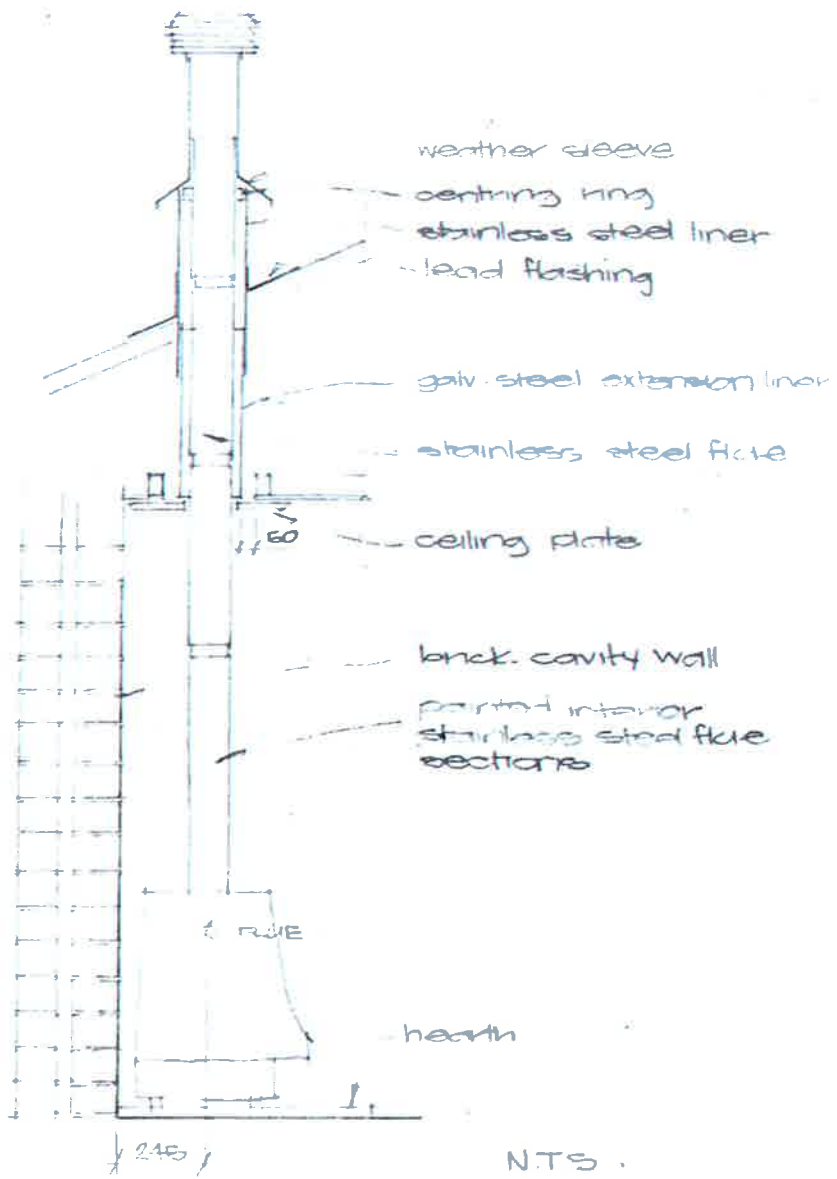 weather sleeve
centring ring
stainless steel liner
lead flashing
galv. steel extension liner
stainless steel flue
50
ceiling plate
brick. cavity wall
painted interior
stainless steel flue
sections
℄ FLUE
hearth
245
N.T.S.